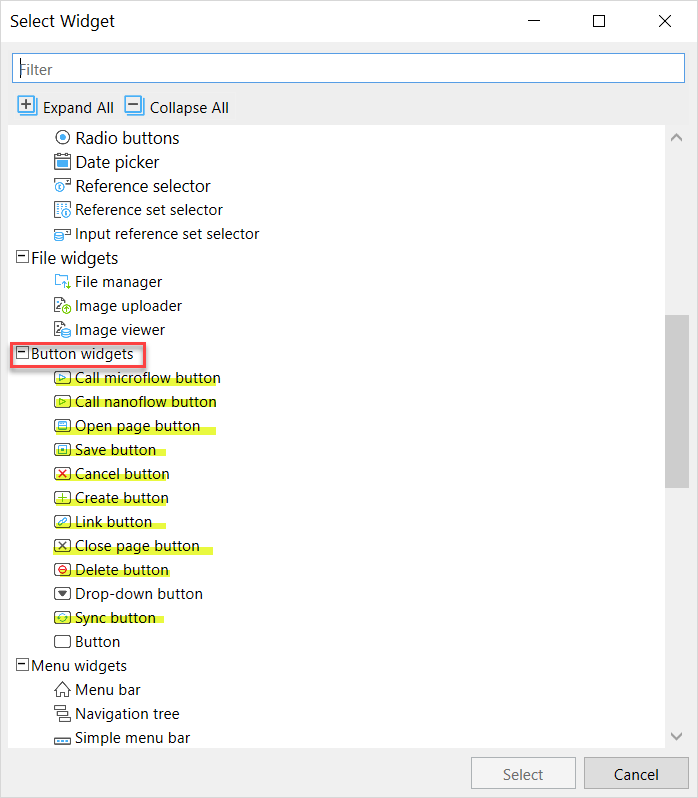 Select Widget
Filter
Expand All Collapse All
Radio buttons
Date picker
Reference selector
Reference set selector
Input reference set selector
File widgets
File manager
Image uploader
Image viewer
Button widgets
Call microflow button
Call nanoflow button
Open page button
Save button
Cancel button
Create button
Link button
Close page button
Delete button
Drop-down button
Sync button
Button
Menu widgets
Menu bar
Navigation tree
Simple menu bar
Select Cancel